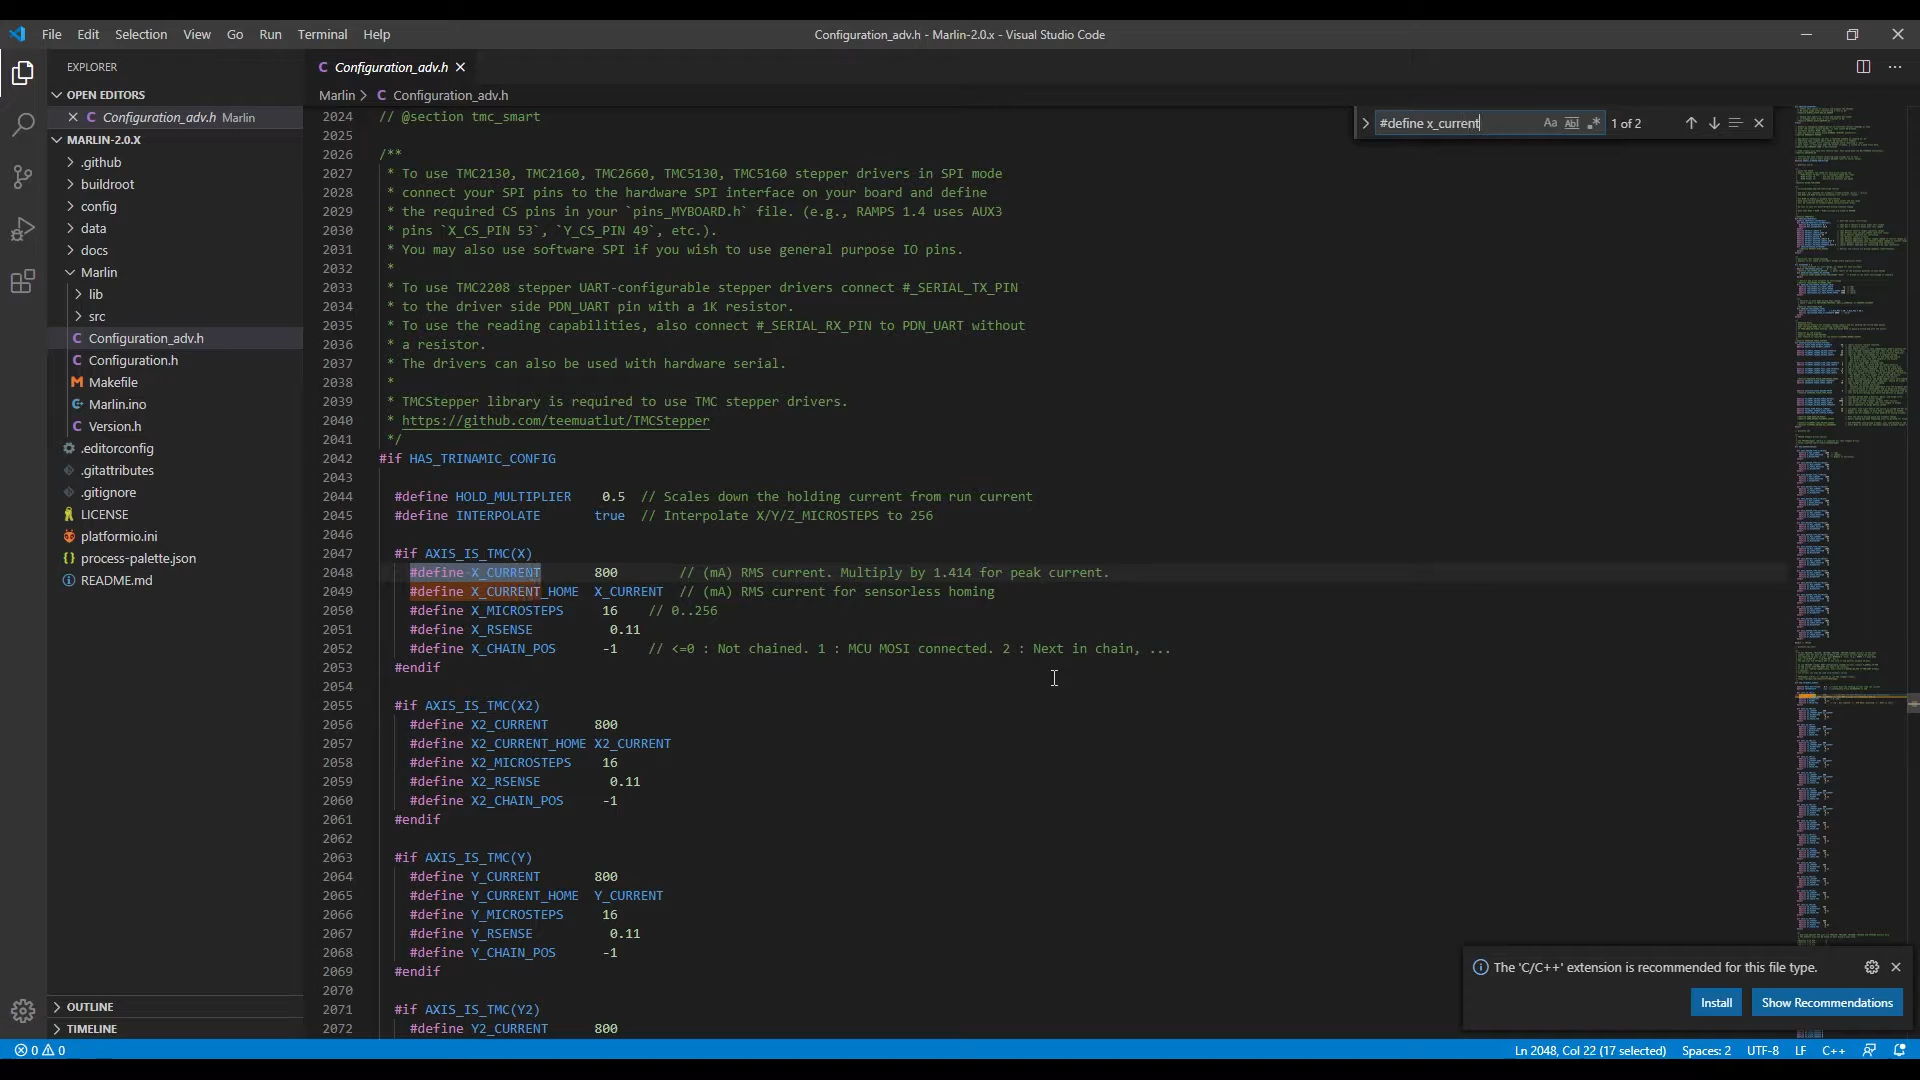 File Edit Selection View Go Run Terminal Help
Configuration_adv.h - Marlin-2.0.x - Visual Studio Code
EXPLORER
OPEN EDITORS
Configuration_adv.h Marlin
MARLIN-2.0.X
.github
buildroot
config
data
docs
Marlin
lib
src
Configuration_adv.h
Configuration.h
Makefile
Marlin.ino
Version.h
.editorconfig
.gitattributes
.gitignore
LICENSE
platformio.ini
process-palette.json
README.md
OUTLINE
TIMELINE
Configuration_adv.h
Marlin > Configuration_adv.h
#define x_current
Aa Abl .* 1 of 2
2024 // @section tmc_smart
2025
2026 /**
2027 * To use TMC2130, TMC2160, TMC2660, TMC5130, TMC5160 stepper drivers in SPI mode
2028 * connect your SPI pins to the hardware SPI interface on your board and define
2029 * the required CS pins in your `pins_MYBOARD.h` file. (e.g., RAMPS 1.4 uses AUX3
2030 * pins `X_CS_PIN 53`, `Y_CS_PIN 49`, etc.).
2031 * You may also use software SPI if you wish to use general purpose IO pins.
2032 *
2033 * To use TMC2208 stepper UART-configurable stepper drivers connect #_SERIAL_TX_PIN
2034 * to the driver side PDN_UART pin with a 1K resistor.
2035 * To use the reading capabilities, also connect #_SERIAL_RX_PIN to PDN_UART without
2036 * a resistor.
2037 * The drivers can also be used with hardware serial.
2038 *
2039 * TMCStepper library is required to use TMC stepper drivers.
2040 * https://github.com/teemuatlut/TMCStepper
2041 */
2042 #if HAS_TRINAMIC_CONFIG
2043
2044 #define HOLD_MULTIPLIER 0.5 // Scales down the holding current from run current
2045 #define INTERPOLATE true // Interpolate X/Y/Z_MICROSTEPS to 256
2046
2047 #if AXIS_IS_TMC(X)
2048 #define X_CURRENT 800 // (mA) RMS current. Multiply by 1.414 for peak current.
2049 #define X_CURRENT_HOME X_CURRENT // (mA) RMS current for sensorless homing
2050 #define X_MICROSTEPS 16 // 0..256
2051 #define X_RSENSE 0.11
2052 #define X_CHAIN_POS -1 // <=0 : Not chained. 1 : MCU MOSI connected. 2 : Next in chain, ...
2053 #endif
2054
2055 #if AXIS_IS_TMC(X2)
2056 #define X2_CURRENT 800
2057 #define X2_CURRENT_HOME X2_CURRENT
2058 #define X2_MICROSTEPS 16
2059 #define X2_RSENSE 0.11
2060 #define X2_CHAIN_POS -1
2061 #endif
2062
2063 #if AXIS_IS_TMC(Y)
2064 #define Y_CURRENT 800
2065 #define Y_CURRENT_HOME Y_CURRENT
2066 #define Y_MICROSTEPS 16
2067 #define Y_RSENSE 0.11
2068 #define Y_CHAIN_POS -1
2069 #endif
2070
2071 #if AXIS_IS_TMC(Y2)
2072 #define Y2_CURRENT 800
The 'C/C++' extension is recommended for this file type.
Install
Show Recommendations
0 0
Ln 2048, Col 22 (17 selected) Spaces: 2 UTF-8 LF C++